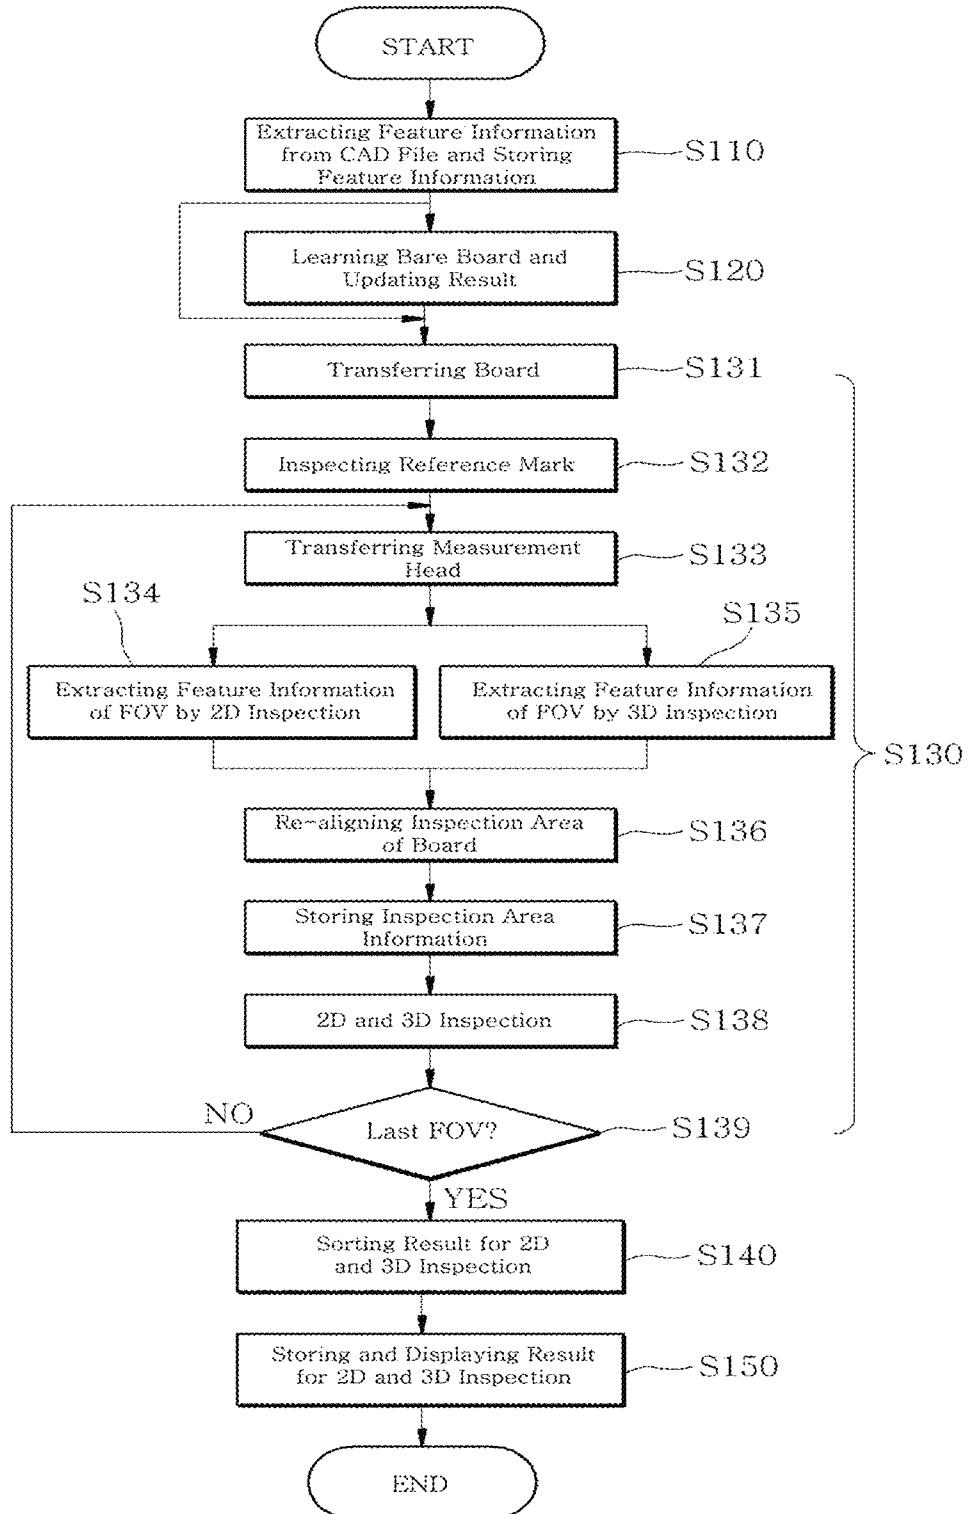 START
Extracting Feature Information
from CAD File and Storing
Feature Information
S110
Learning Bare Board and
Updating Result
S120
Transferring Board
S131
Inspecting Reference Mark
S132
Transferring Measurement
Head
S133
S134
S135
Extracting Feature Information
of FOV by 2D Inspection
Extracting Feature Information
of FOV by 3D Inspection
S130
Re-aligning Inspection Area
of Board
S136
Storing Inspection Area
Information
S137
2D and 3D Inspection
S138
NO
Last FOV?
S139
YES
Sorting Result for 2D
and 3D Inspection
S140
Storing and Displaying Result
for 2D and 3D Inspection
S150
END